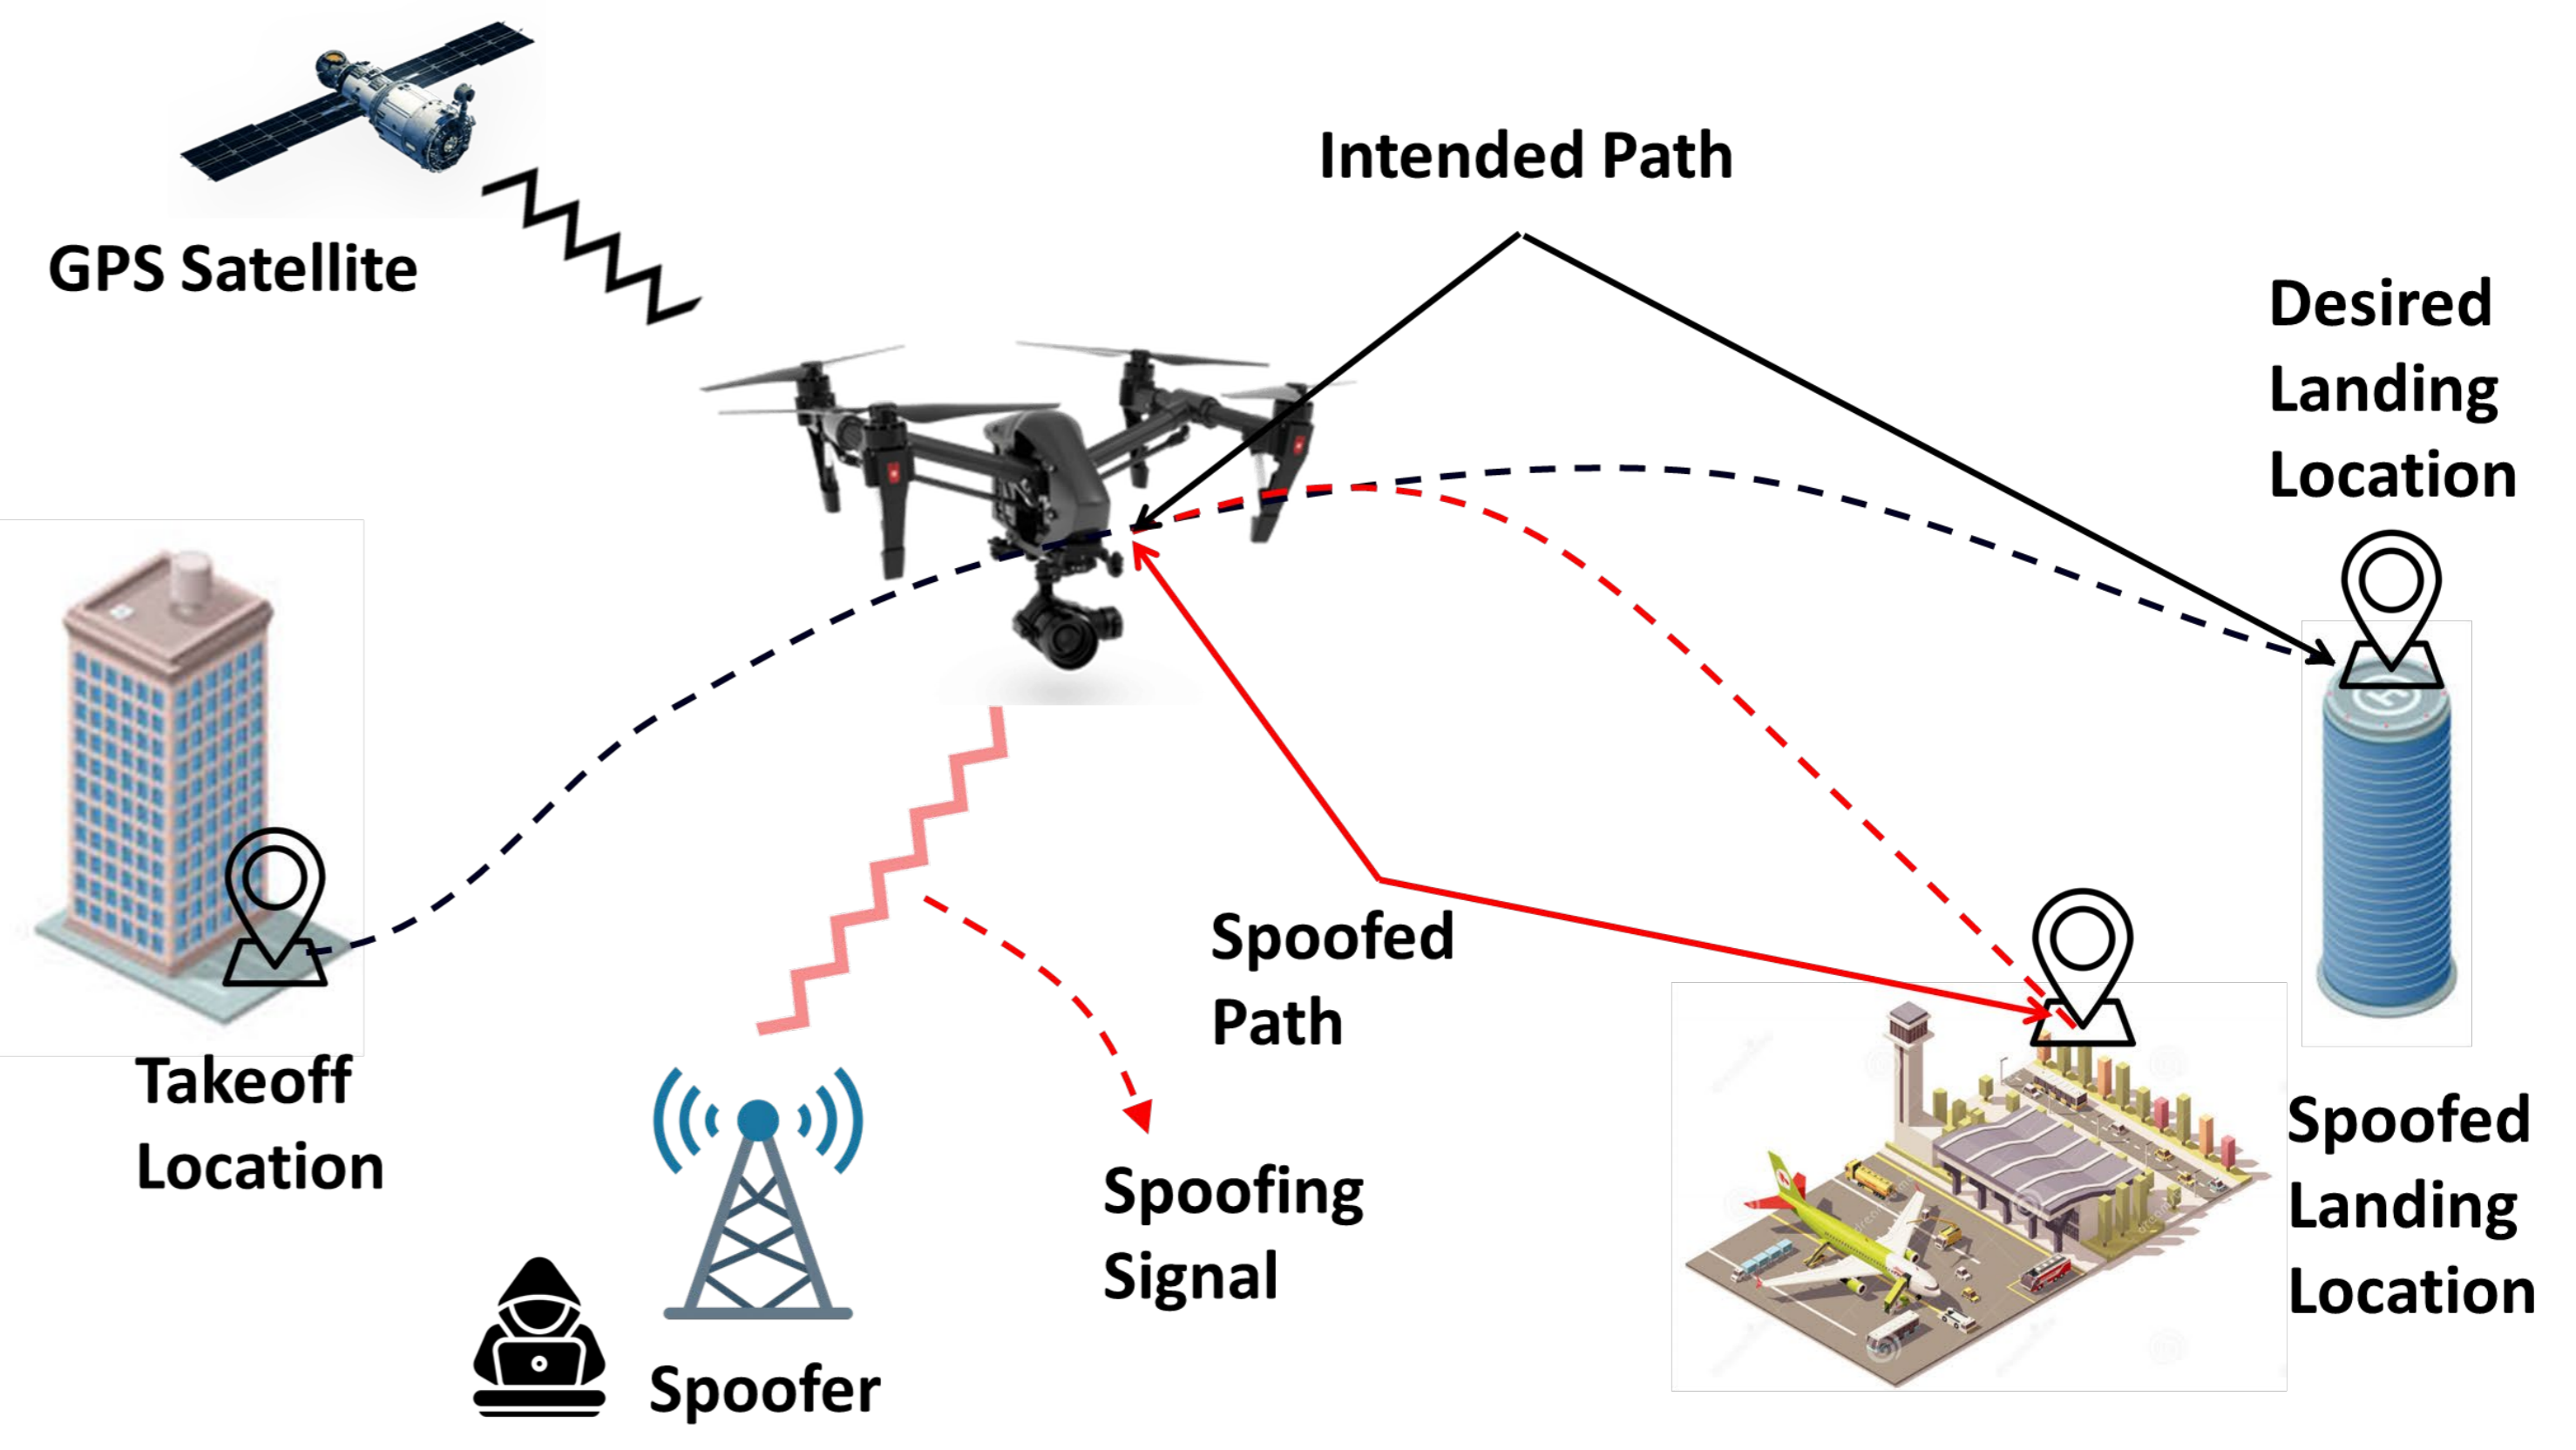 GPS Satellite
Intended Path
Desired
Landing
Location
Takeoff
Location
Spoofed
Path
Spoofing
Signal
Spoofer
Spoofed
Landing
Location